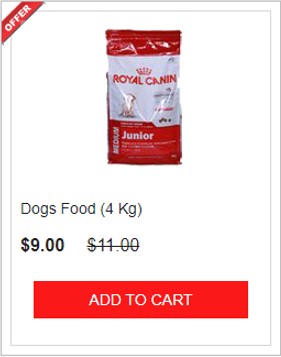 OFFER
ROYAL CANIN
MEDIUM
Junior
Dogs Food (4 Kg)
$9.00 $11.00
ADD TO CART